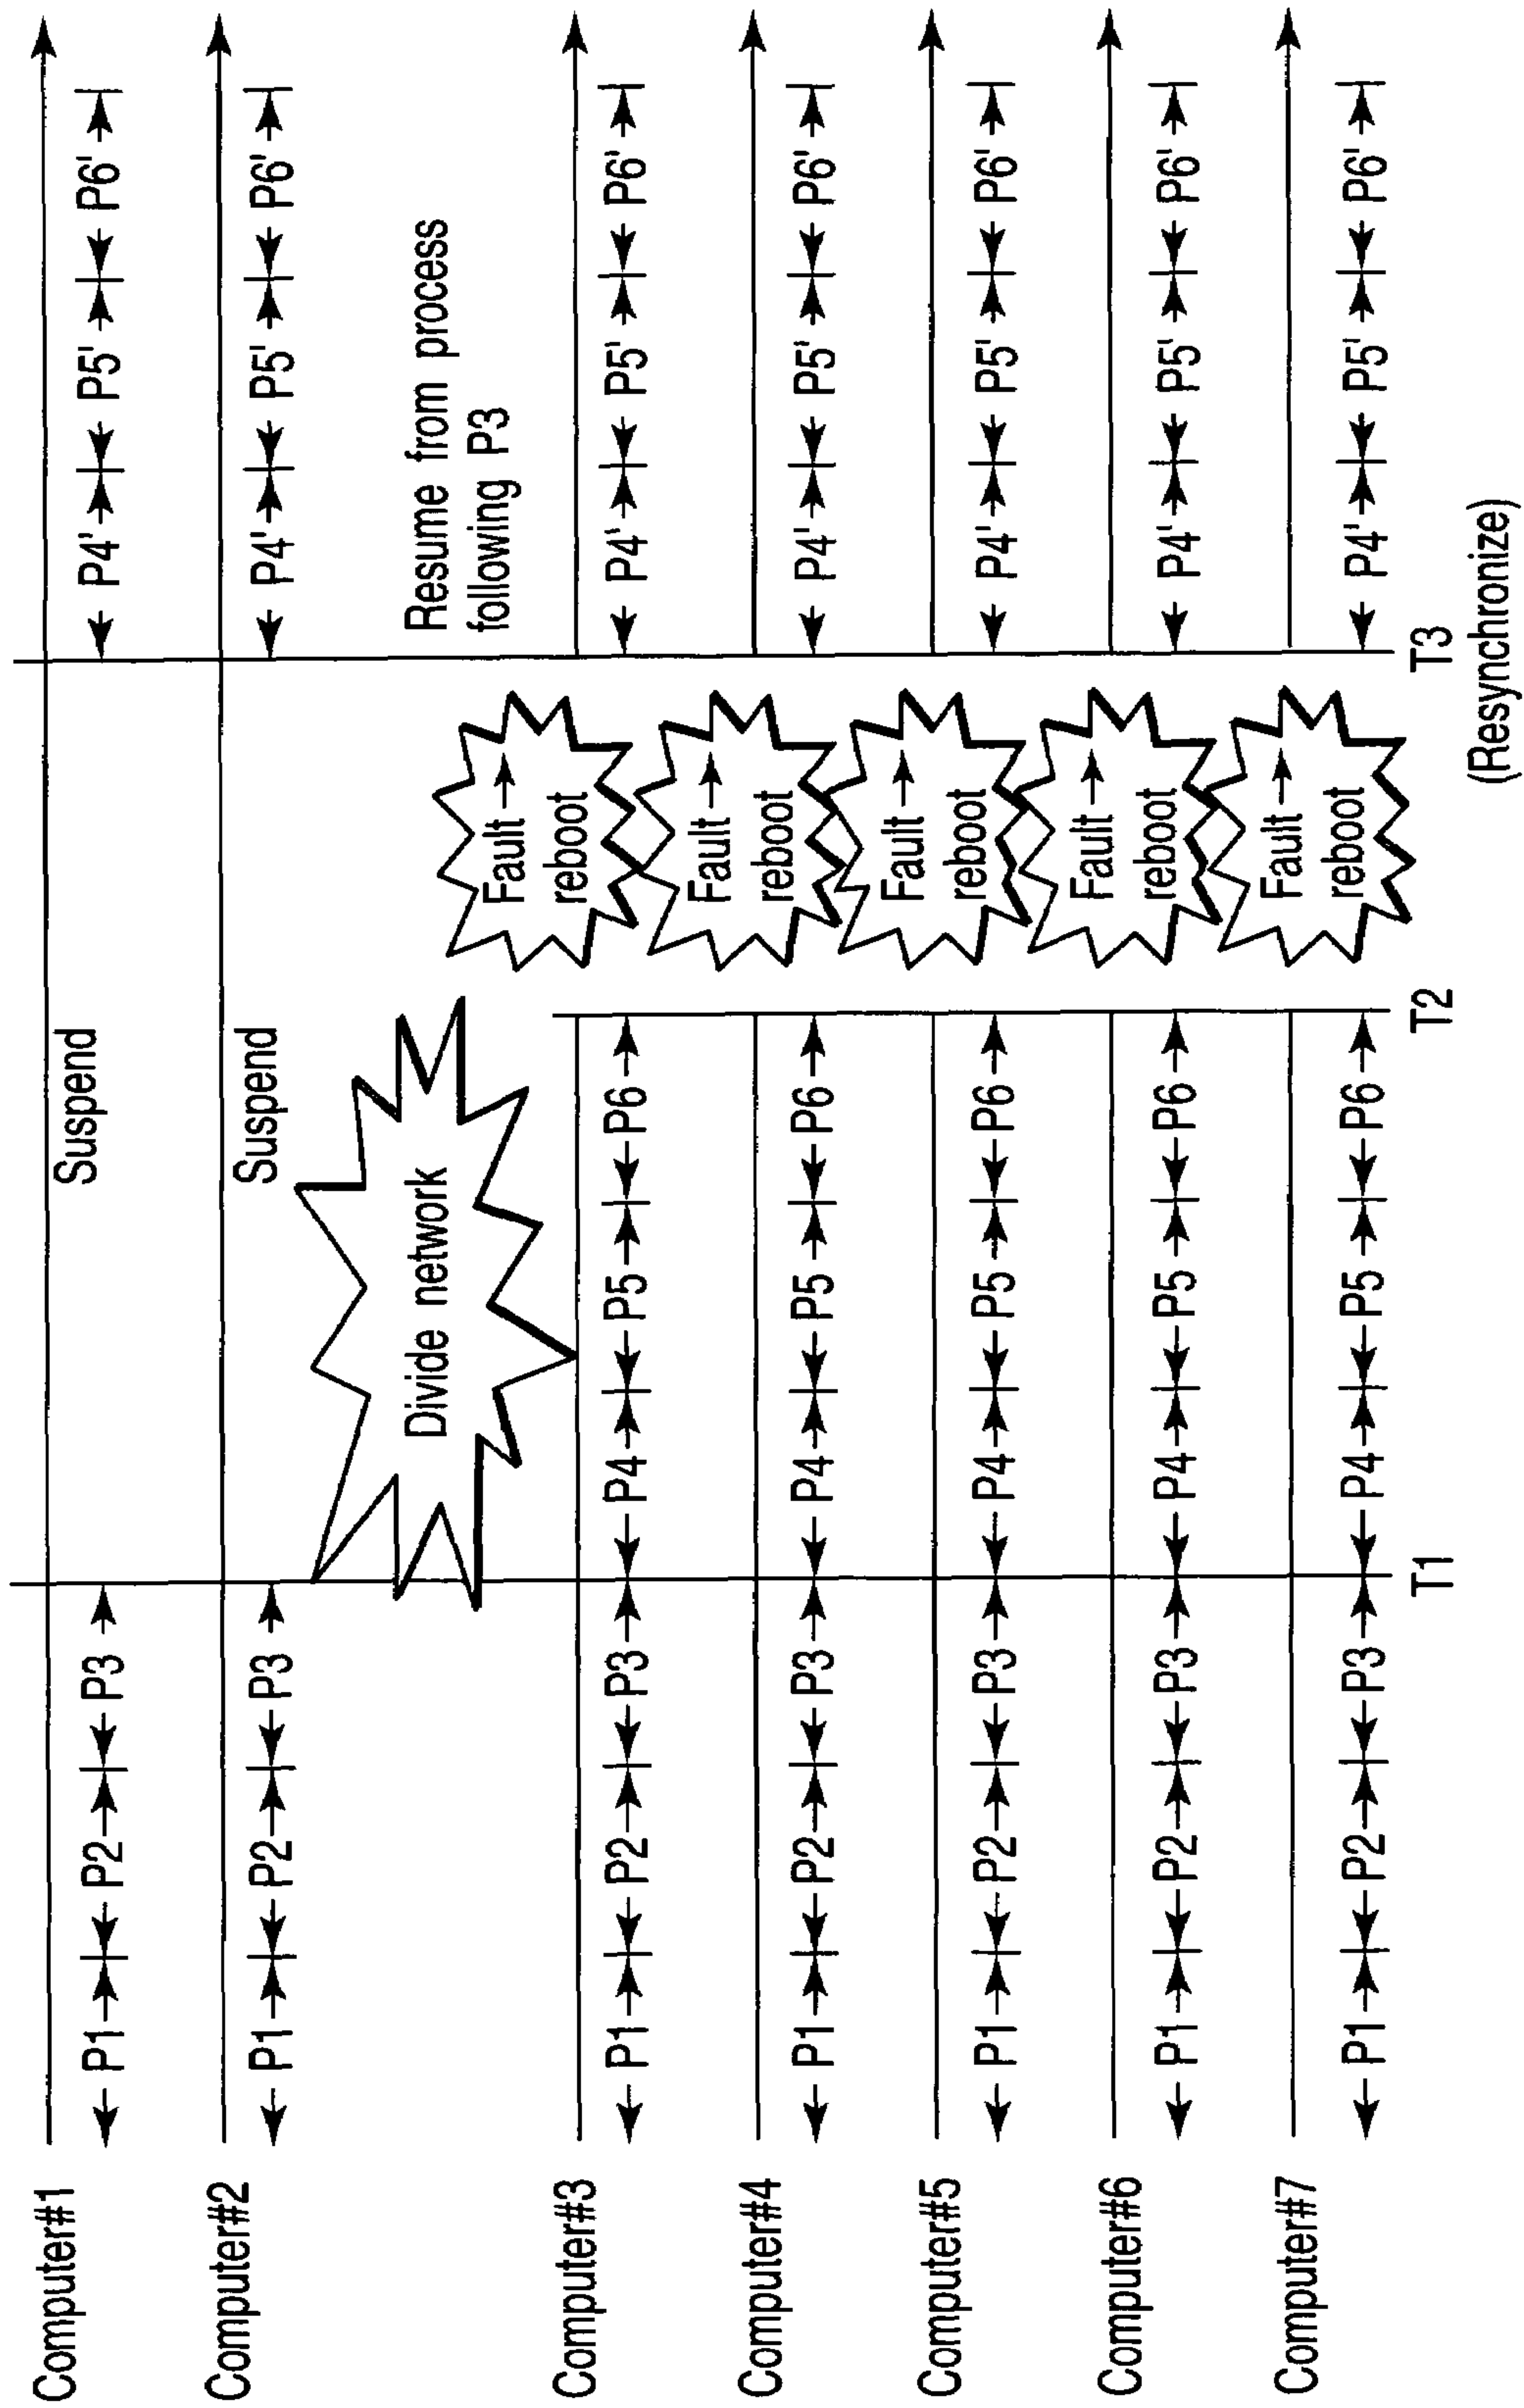 Computer#1
P1
P2
P3
Suspend
P4'
P5'
P6'
Computer#2
P1
P2
P3
Suspend
P4'
P5'
P6'
Divide network
Resume from process
following P3
Computer#3
P1
P2
P3
P4
P5
P6
Fault
reboot
P4'
P5'
P6'
Computer#4
P1
P2
P3
P4
P5
P6
Fault
reboot
P4'
P5'
P6'
Computer#5
P1
P2
P3
P4
P5
P6
Fault
reboot
P4'
P5'
P6'
Computer#6
P1
P2
P3
P4
P5
P6
Fault
reboot
P4'
P5'
P6'
Computer#7
P1
P2
P3
P4
P5
P6
Fault
reboot
P4'
P5'
P6'
T1
T2
T3
(Resynchronize)